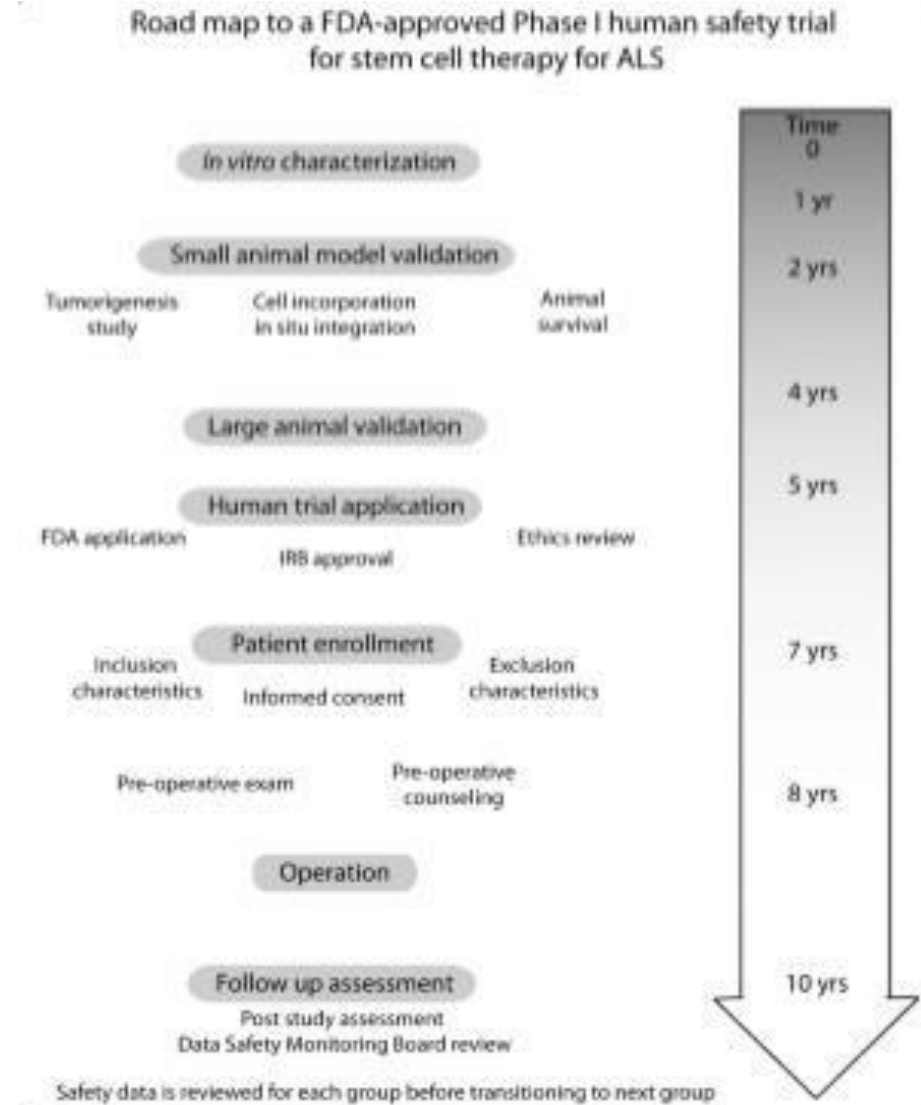 Road map to a FDA-approved Phase I human safety trial
for stem cell therapy for ALS
Time
0
In vitro characterization
1 yr
Small animal model validation
2 yrs
Tumorigenesis
study
Cell incorporation
in situ integration
Animal
survival
4 yrs
Large animal validation
5 yrs
Human trial application
FDA application
IRB approval
Ethics review
Patient enrollment
7 yrs
Inclusion
characteristics
Informed consent
Exclusion
characteristics
Pre-operative exam
Pre-operative
counseling
8 yrs
Operation
Follow up assessment
10 yrs
Post study assessment
Data Safety Monitoring Board review
Safety data is reviewed for each group before transitioning to next group